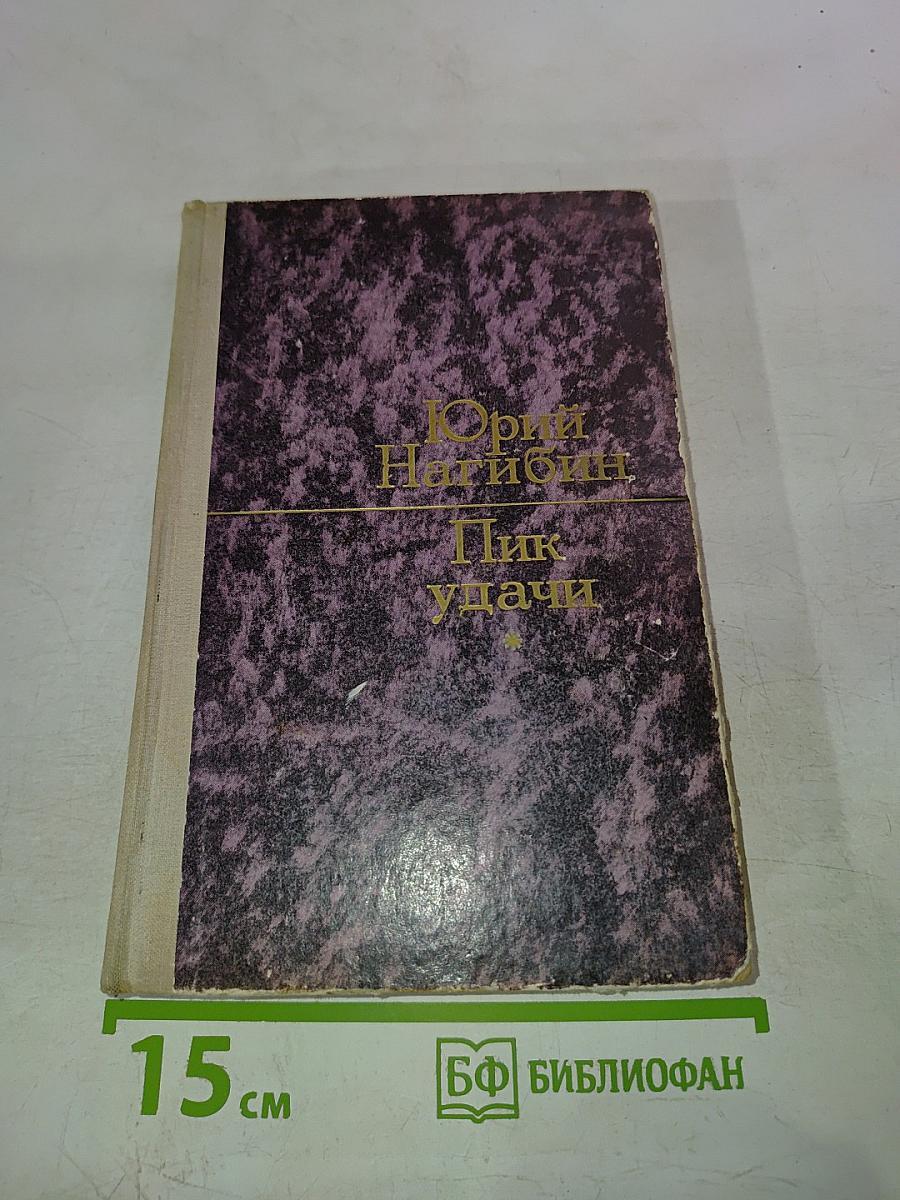 Юрий
Нагибин
Пик
удачи
*
15 см
БФ БИБЛИОФАН